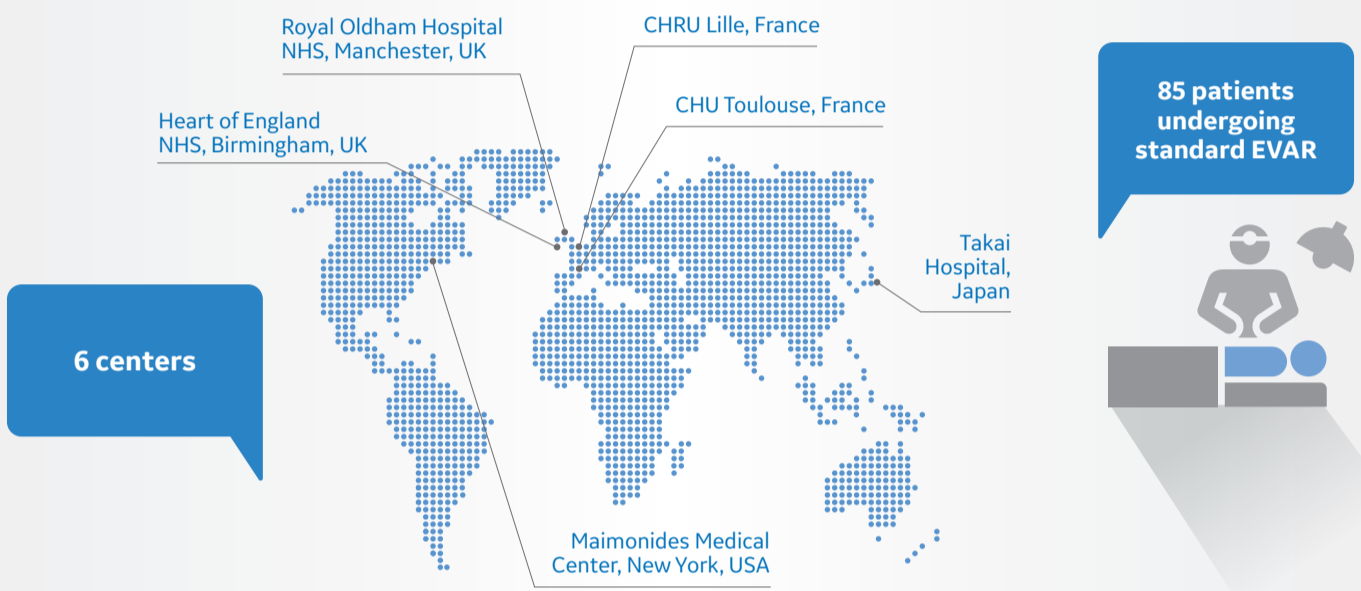 Royal Oldham Hospital
NHS, Manchester, UK
CHRU Lille, France
85 patients
undergoing
standard EVAR
CHU Toulouse, France
Heart of England
NHS, Birmingham, UK
Takai
Hospital,
Japan
6 centers
Maimonides Medical
Center, New York, USA